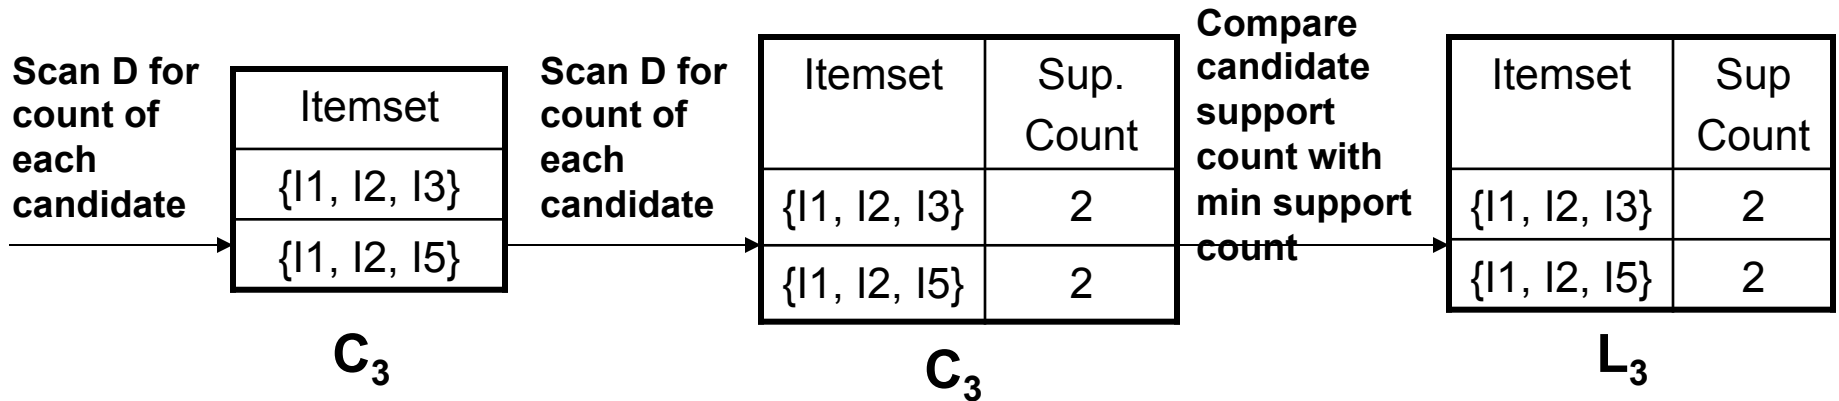 Scan D for
count of
each
candidate
Itemset
{I1, I2, I3}
{I1, I2, I5}
C3
Scan D for
count of
each
candidate
Itemset Sup.
Count
{I1, I2, I3} 2
{I1, I2, I5} 2
C3
Compare
candidate
support
count with
min support
count
Itemset Sup
Count
{I1, I2, I3} 2
{I1, I2, I5} 2
L3